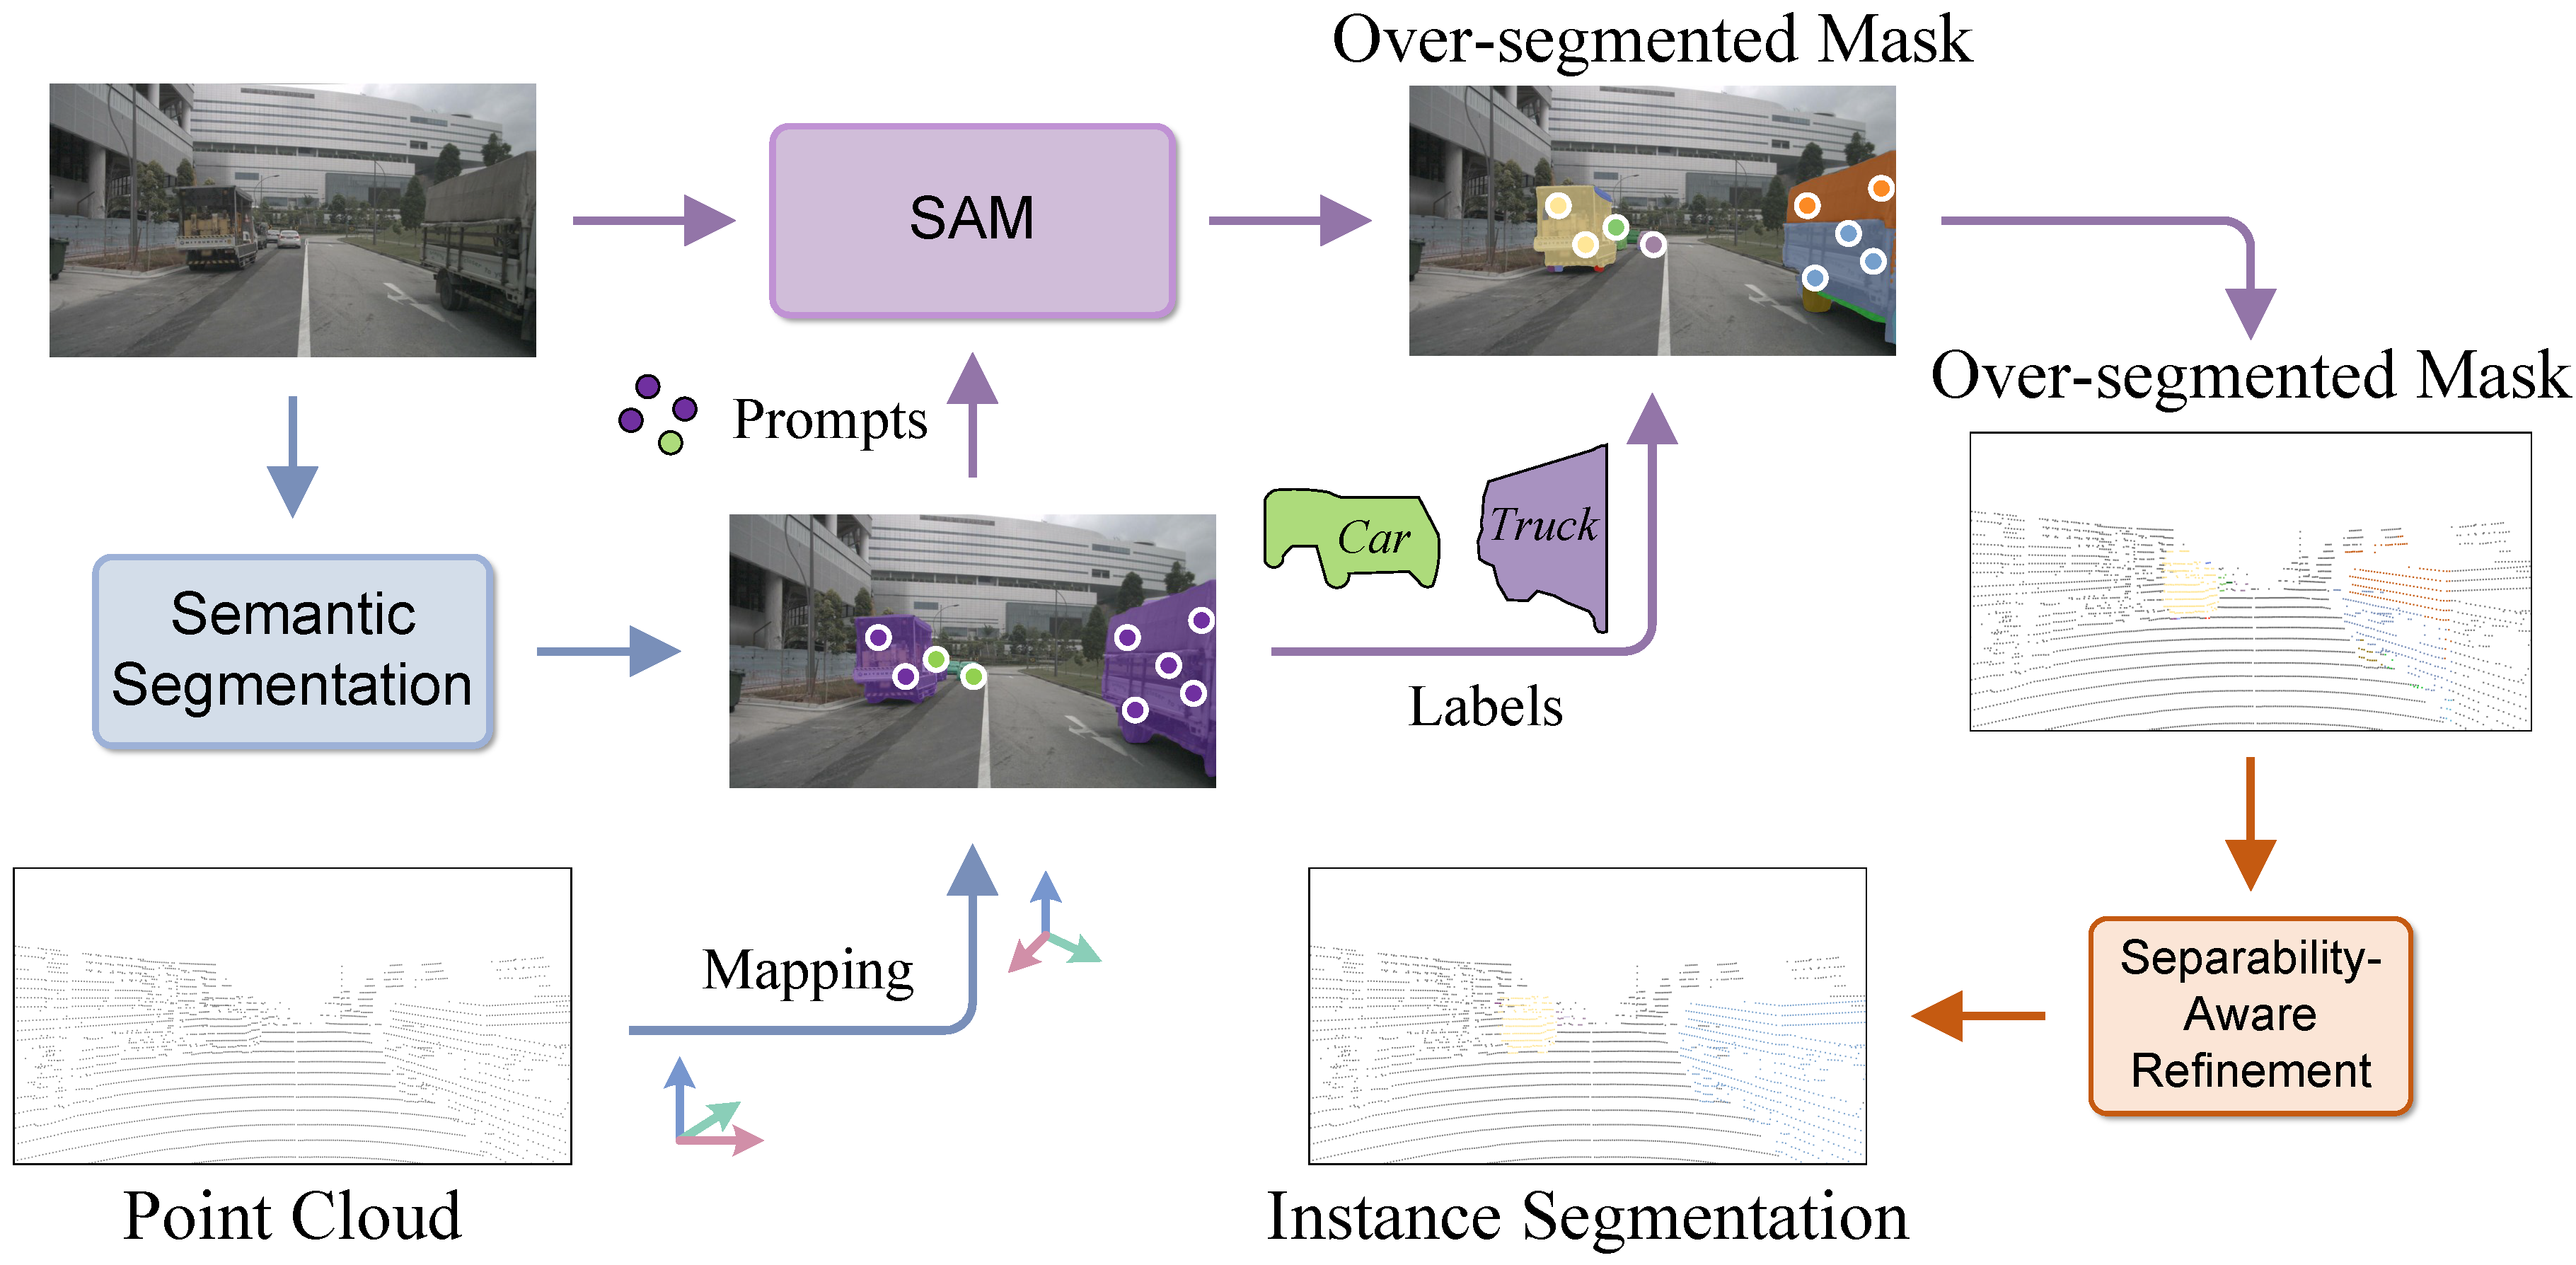 Over-segmented Mask
SAM
Over-segmented Mask
Prompts
Car
Truck
Semantic
Segmentation
Labels
Mapping
Separability-
Aware
Refinement
Point Cloud
Instance Segmentation